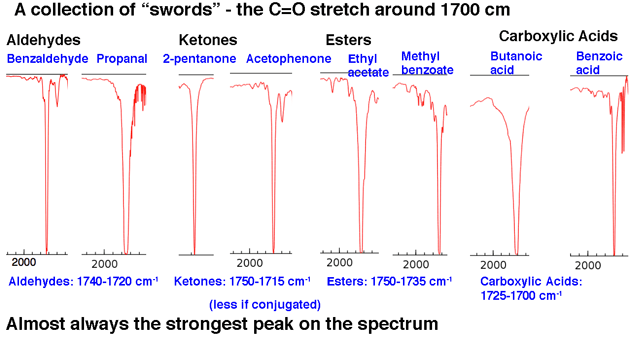 A collection of “swords” - the C=O stretch around 1700 cm
Aldehydes Ketones Esters Carboxylic Acids
Benzaldehyde Propanal 2-pentanone Acetophenone Ethyl acetate Methyl benzoate Butanoic acid Benzoic acid
2000 2000 2000 2000 2000 2000
Aldehydes: 1740-1720 cm-1 Ketones: 1750-1715 cm-1 Esters: 1750-1735 cm-1 Carboxylic Acids:
1725-1700 cm-1
(less if conjugated)
Almost always the strongest peak on the spectrum